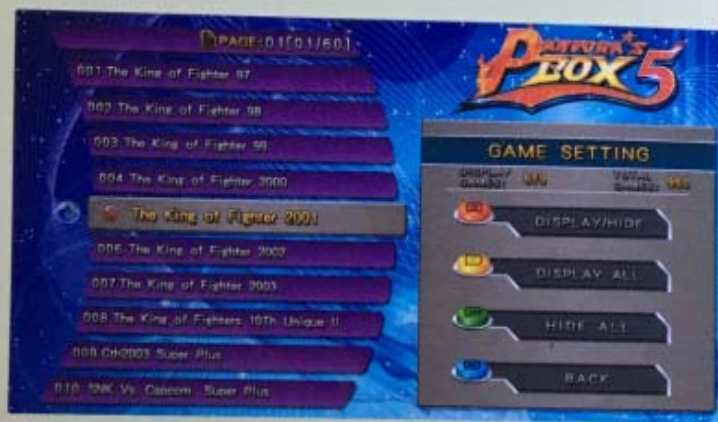 PAGE:01[01/60]
001 The King of Fighter 97
002 The King of Fighter 98
003 The King of Fighter 99
004 The King of Fighter 2000
The King of Fighter 2001
006 The King of Fighter 2002
007 The King of Fighter 2003
008 The King of Fighters 10Th Unique II
009 Cth2003 Super Plus
010 SNK Vs. Capcom Super Plus
PANDORA'S
BOX 5
GAME SETTING
DISPLAY GAMES:
TOTAL GAMES:
DISPLAY/HIDE
DISPLAY ALL
HIDE ALL
BACK